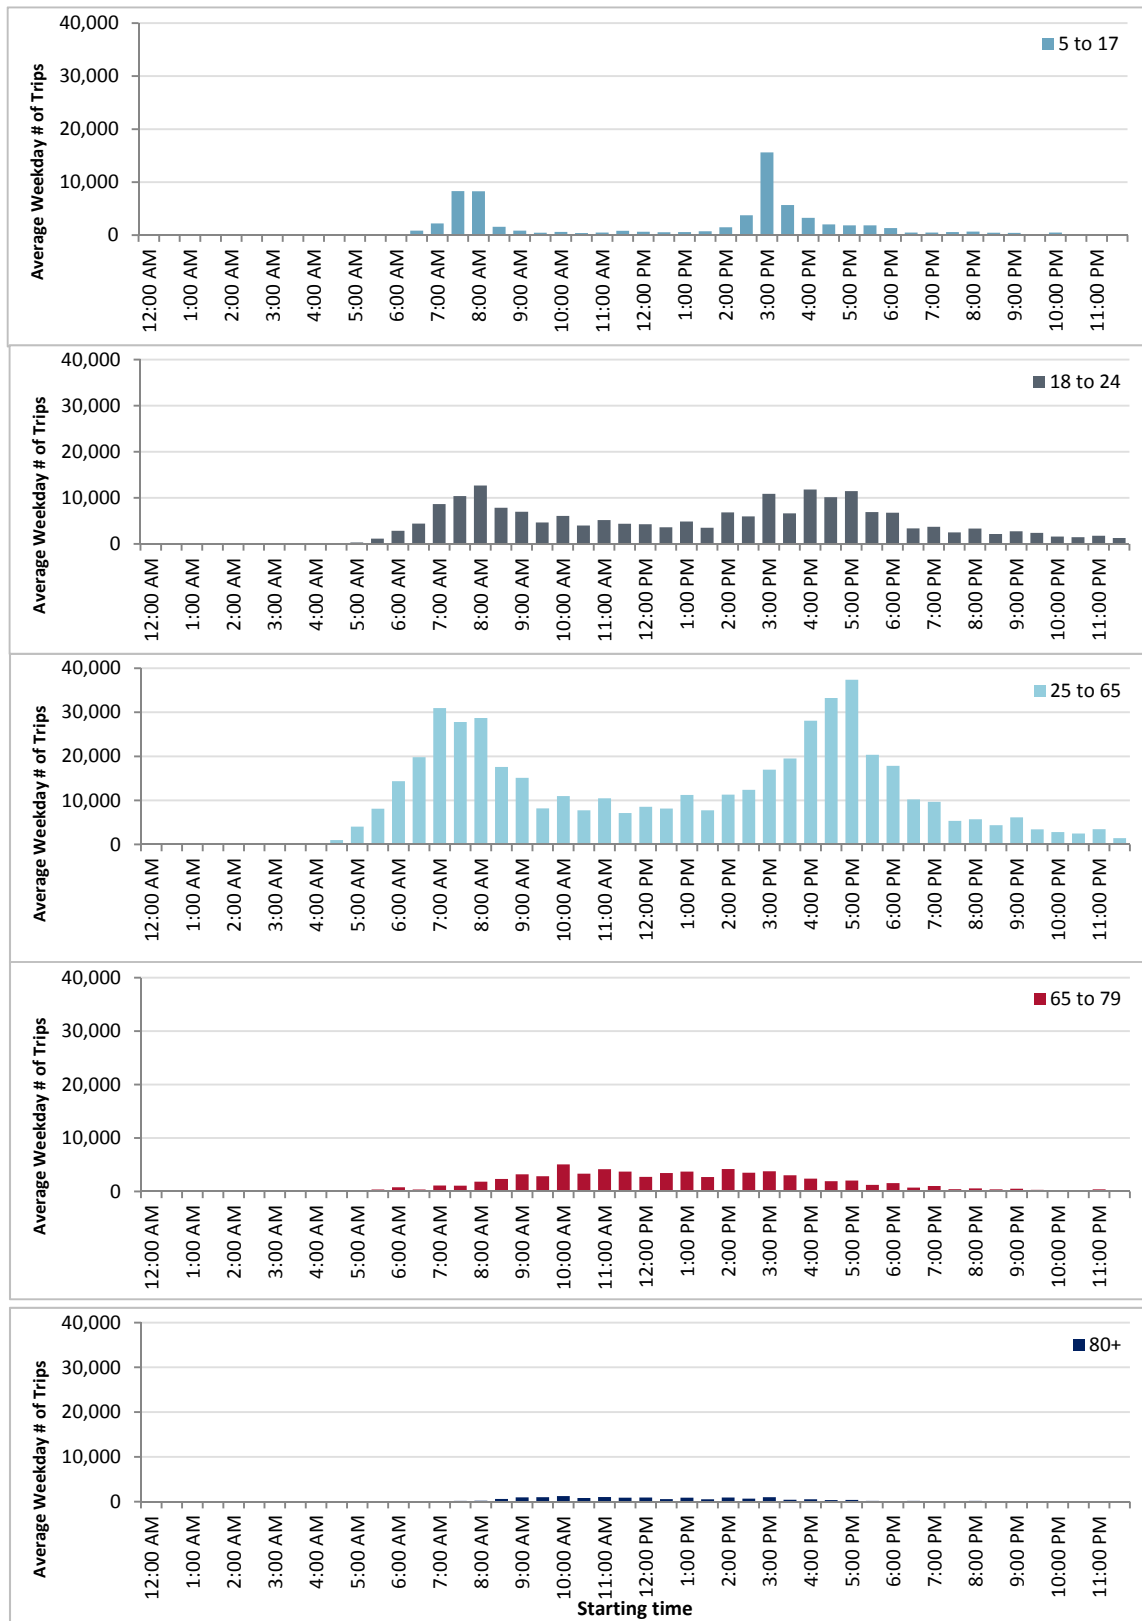 Average Weekday # of Trips
40,000
30,000
20,000
10,000
0
5 to 17
12:00 AM 1:00 AM 2:00 AM 3:00 AM 4:00 AM 5:00 AM 6:00 AM 7:00 AM 8:00 AM 9:00 AM 10:00 AM 11:00 AM 12:00 PM 1:00 PM 2:00 PM 3:00 PM 4:00 PM 5:00 PM 6:00 PM 7:00 PM 8:00 PM 9:00 PM 10:00 PM 11:00 PM
Average Weekday # of Trips
40,000
30,000
20,000
10,000
0
18 to 24
12:00 AM 1:00 AM 2:00 AM 3:00 AM 4:00 AM 5:00 AM 6:00 AM 7:00 AM 8:00 AM 9:00 AM 10:00 AM 11:00 AM 12:00 PM 1:00 PM 2:00 PM 3:00 PM 4:00 PM 5:00 PM 6:00 PM 7:00 PM 8:00 PM 9:00 PM 10:00 PM 11:00 PM
Average Weekday # of Trips
40,000
30,000
20,000
10,000
0
25 to 65
12:00 AM 1:00 AM 2:00 AM 3:00 AM 4:00 AM 5:00 AM 6:00 AM 7:00 AM 8:00 AM 9:00 AM 10:00 AM 11:00 AM 12:00 PM 1:00 PM 2:00 PM 3:00 PM 4:00 PM 5:00 PM 6:00 PM 7:00 PM 8:00 PM 9:00 PM 10:00 PM 11:00 PM
Average Weekday # of Trips
40,000
30,000
20,000
10,000
0
65 to 79
12:00 AM 1:00 AM 2:00 AM 3:00 AM 4:00 AM 5:00 AM 6:00 AM 7:00 AM 8:00 AM 9:00 AM 10:00 AM 11:00 AM 12:00 PM 1:00 PM 2:00 PM 3:00 PM 4:00 PM 5:00 PM 6:00 PM 7:00 PM 8:00 PM 9:00 PM 10:00 PM 11:00 PM
Average Weekday # of Trips
40,000
30,000
20,000
10,000
0
80+
12:00 AM 1:00 AM 2:00 AM 3:00 AM 4:00 AM 5:00 AM 6:00 AM 7:00 AM 8:00 AM 9:00 AM 10:00 AM 11:00 AM 12:00 PM 1:00 PM 2:00 PM 3:00 PM 4:00 PM 5:00 PM 6:00 PM 7:00 PM 8:00 PM 9:00 PM 10:00 PM 11:00 PM
Starting time